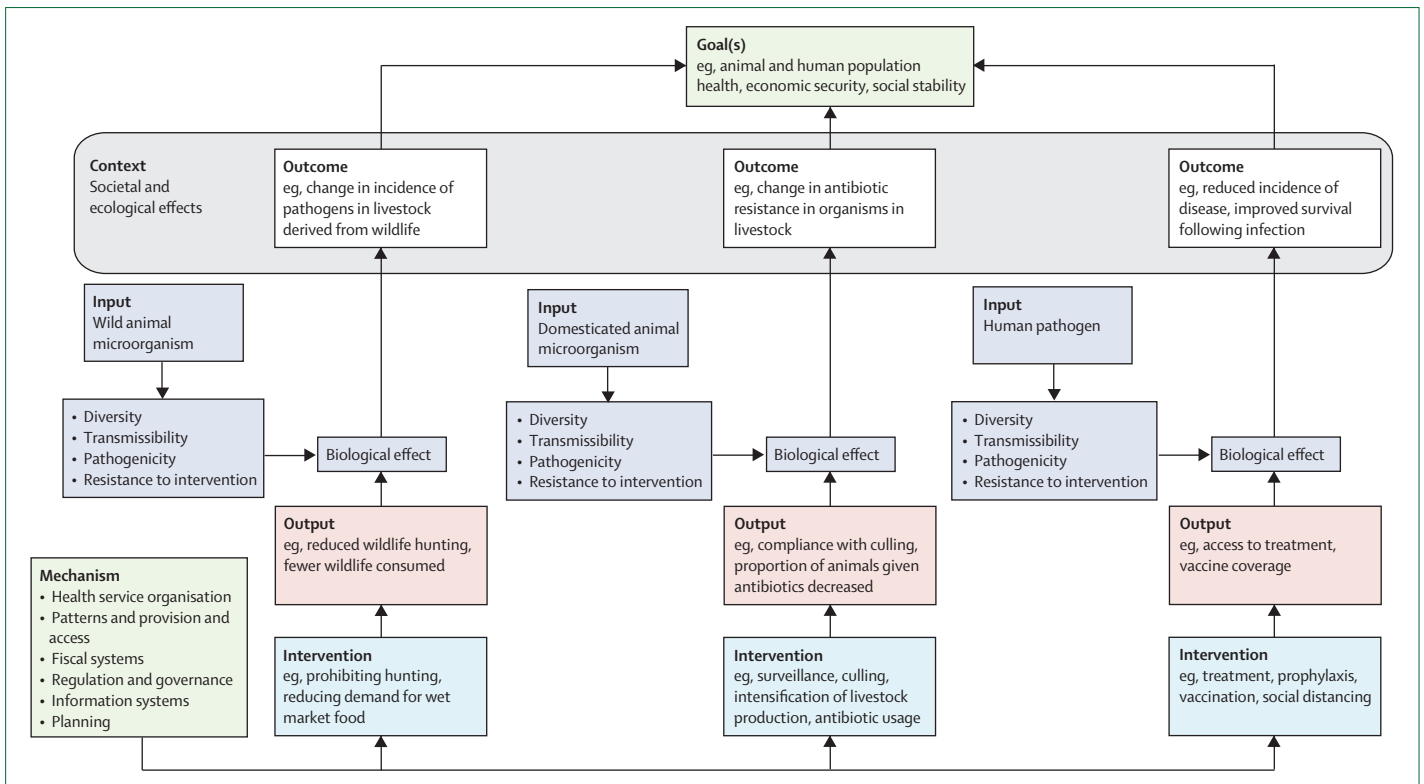 Goal(s)
eg, animal and human population
health, economic security, social stability
Context
Societal and
ecological effects
Outcome
eg, change in incidence of
pathogens in livestock
derived from wildlife
Outcome
eg, change in antibiotic
resistance in organisms in
livestock
Outcome
eg, reduced incidence of
disease, improved survival
following infection
Input
Wild animal
microorganism
Input
Domesticated animal
microorganism
Input
Human pathogen
• Diversity
• Transmissibility
• Pathogenicity
• Resistance to intervention
Biological effect
• Diversity
• Transmissibility
• Pathogenicity
• Resistance to intervention
Biological effect
• Diversity
• Transmissibility
• Pathogenicity
• Resistance to intervention
Biological effect
Output
eg, reduced wildlife hunting,
fewer wildlife consumed
Output
eg, compliance with culling,
proportion of animals given
antibiotics decreased
Output
eg, access to treatment,
vaccine coverage
Mechanism
• Health service organisation
• Patterns and provision and
access
• Fiscal systems
• Regulation and governance
• Information systems
• Planning
Intervention
eg, prohibiting hunting,
reducing demand for wet
market food
Intervention
eg, surveillance, culling,
intensification of livestock
production, antibiotic usage
Intervention
eg, treatment, prophylaxis,
vaccination, social distancing